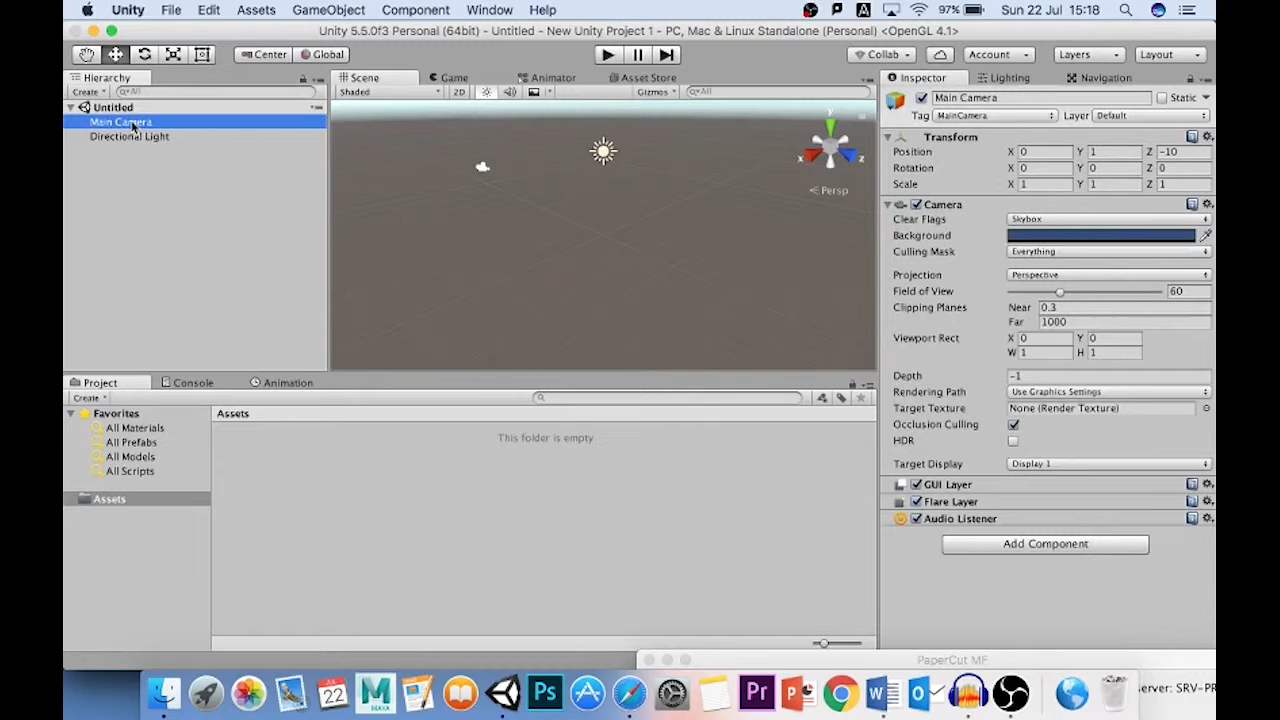 Unity File Edit Assets GameObject Component Window Help 97% Sun 22 Jul 15:18
Unity 5.5.0f3 Personal (64bit) - Untitled - New Unity Project 1 - PC, Mac & Linux Standalone (Personal) <OpenGL 4.1>
Center Global Collab Account Layers Layout
Hierarchy Scene Game Animator Asset Store Inspector Lighting Navigation
Create All Shaded 2D Gizmos All
Main Camera Static
Untitled
Tag MainCamera Layer Default
Main Camera
Directional Light
Transform
Position X 0 Y 1 Z -10
Rotation X 0 Y 0 Z 0
Scale X 1 Y 1 Z 1
y
x z
Persp
Camera
Clear Flags Skybox
Background
Culling Mask Everything
Projection Perspective
Field of View 60
Clipping Planes Near 0.3
Far 1000
Viewport Rect X 0 Y 0
W 1 H 1
Depth -1
Rendering Path Use Graphics Settings
Target Texture None (Render Texture)
Occlusion Culling
HDR
Target Display Display 1
GUI Layer
Flare Layer
Audio Listener
Add Component
Project Console Animation
Create
Favorites
All Materials
All Prefabs
All Models
All Scripts
Assets
Assets
This folder is empty
PaperCut MF
22
MAYA
Ps
Pr
erver: SRV-PR